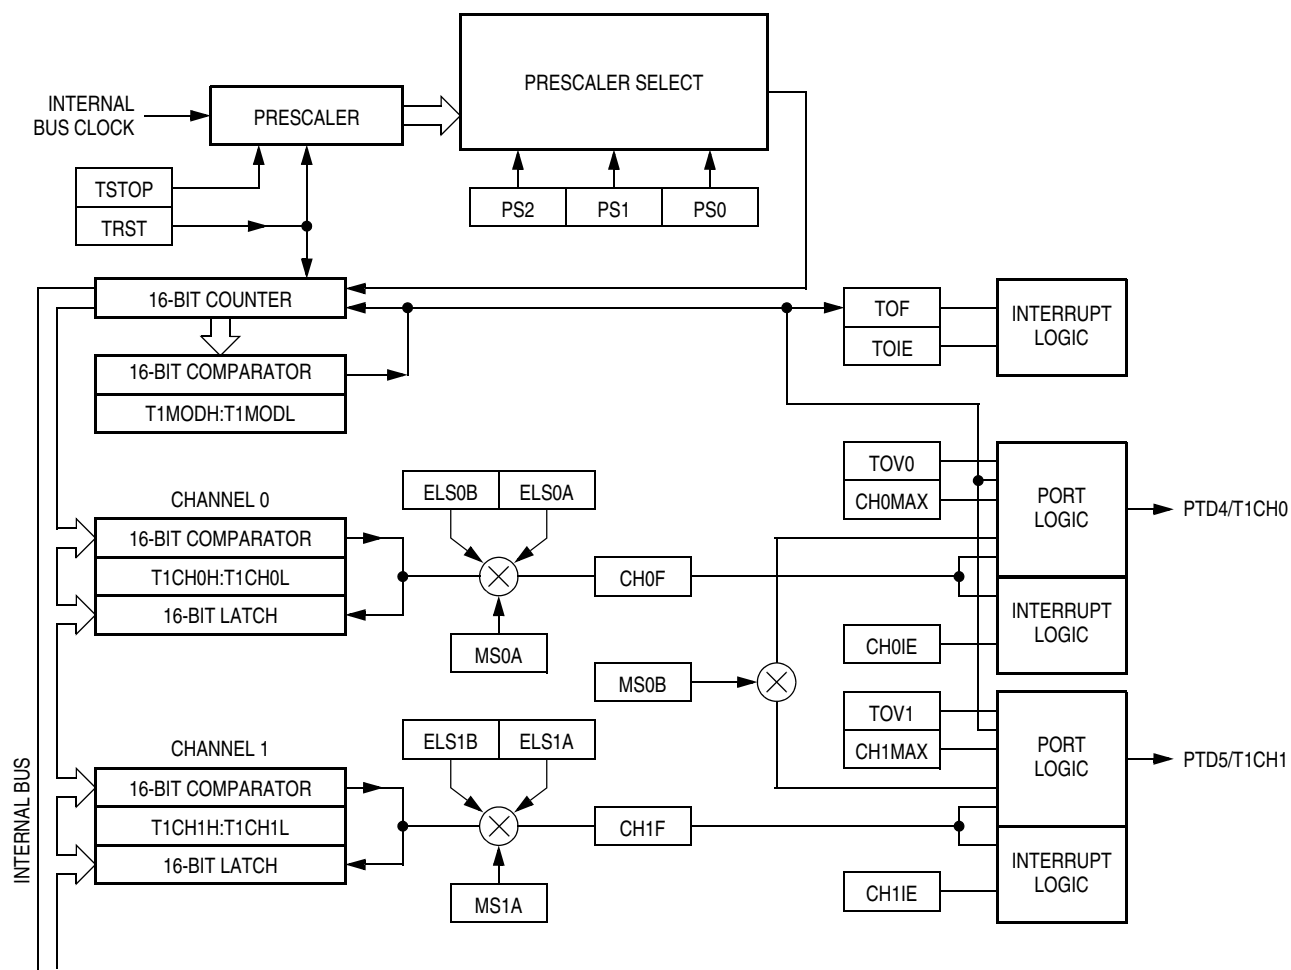 PRESCALER SELECT
INTERNAL
BUS CLOCK
PRESCALER
TSTOP
TRST
PS2
PS1
PS0
16-BIT COUNTER
16-BIT COMPARATOR
T1MODH:T1MODL
TOF
TOIE
INTERRUPT
LOGIC
CHANNEL 0
16-BIT COMPARATOR
T1CH0H:T1CH0L
16-BIT LATCH
ELS0B
ELS0A
MS0A
CH0F
TOV0
CH0MAX
PORT
LOGIC
PTD4/T1CH0
INTERRUPT
LOGIC
CH0IE
MS0B
CHANNEL 1
16-BIT COMPARATOR
T1CH1H:T1CH1L
16-BIT LATCH
ELS1B
ELS1A
MS1A
CH1F
TOV1
CH1MAX
PORT
LOGIC
PTD5/T1CH1
INTERRUPT
LOGIC
CH1IE
INTERNAL BUS